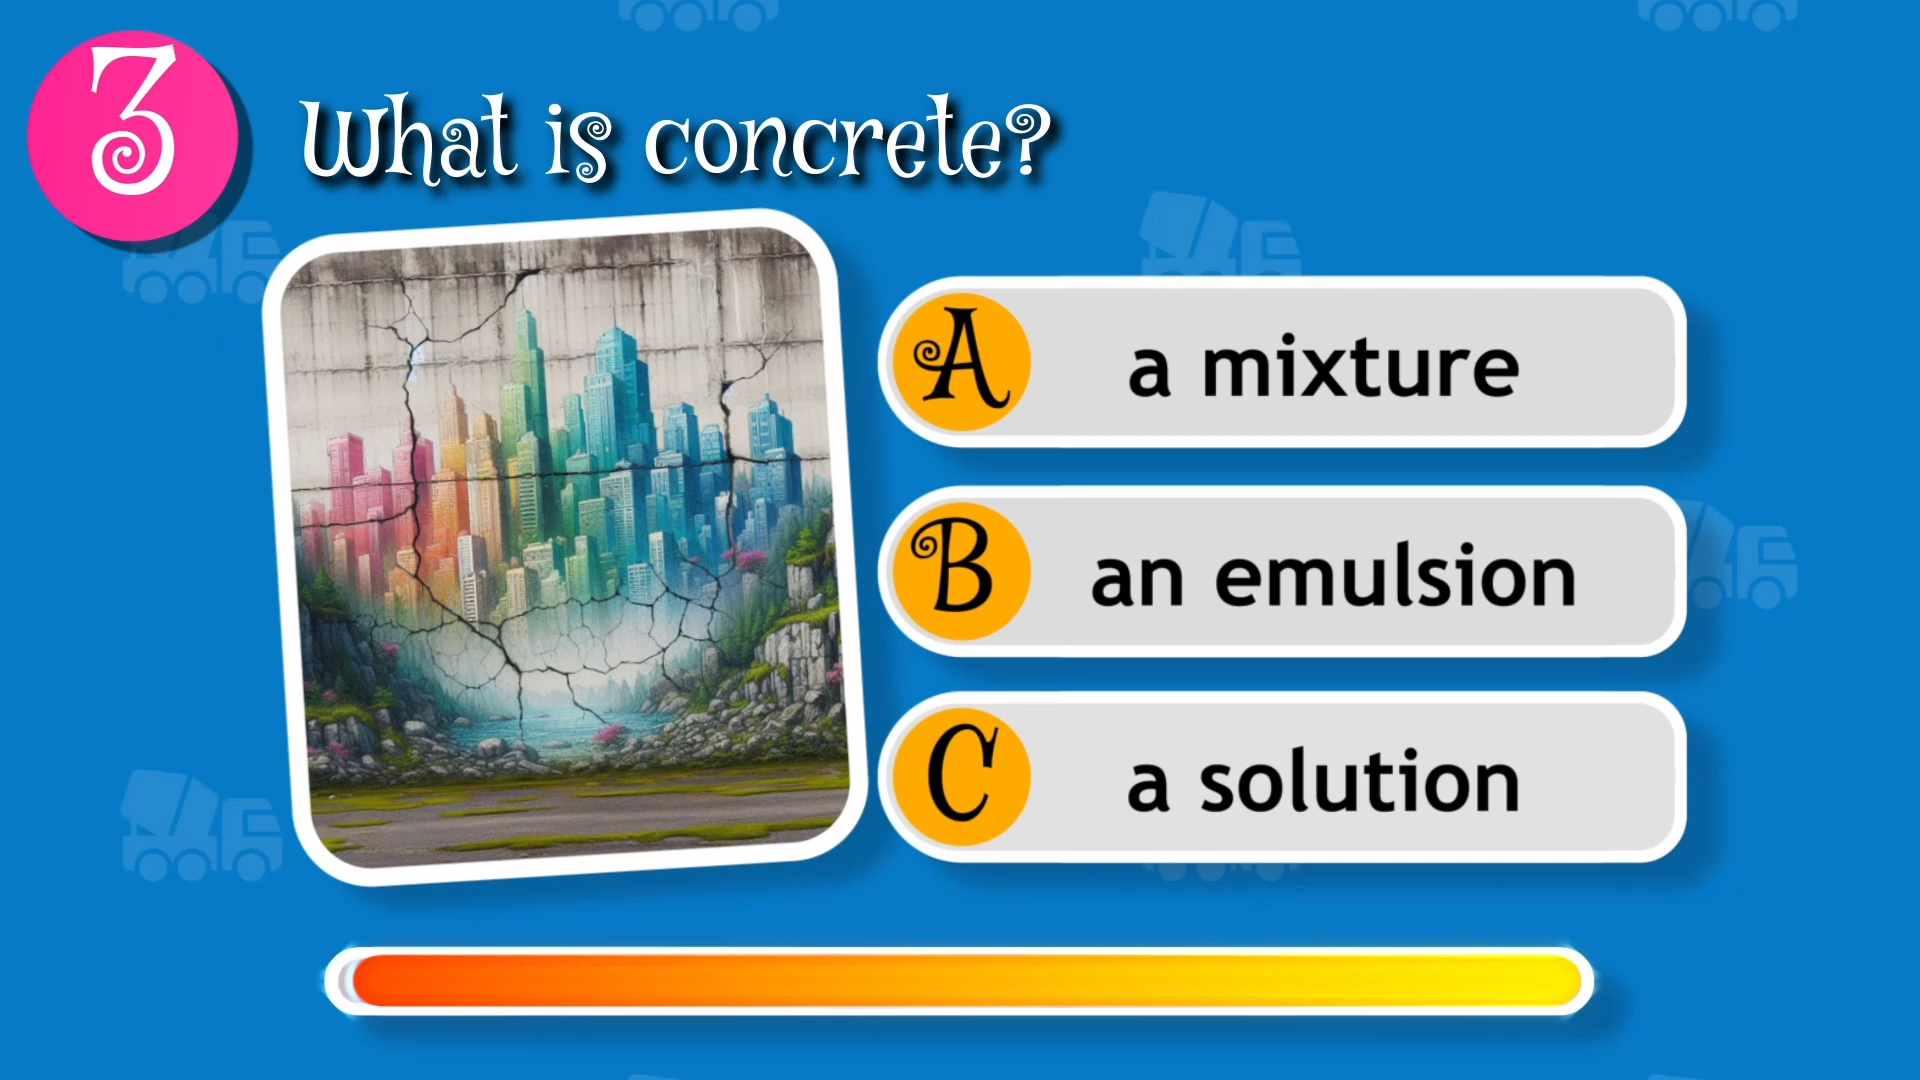 3
What is concrete?
A a mixture
B an emulsion
C a solution